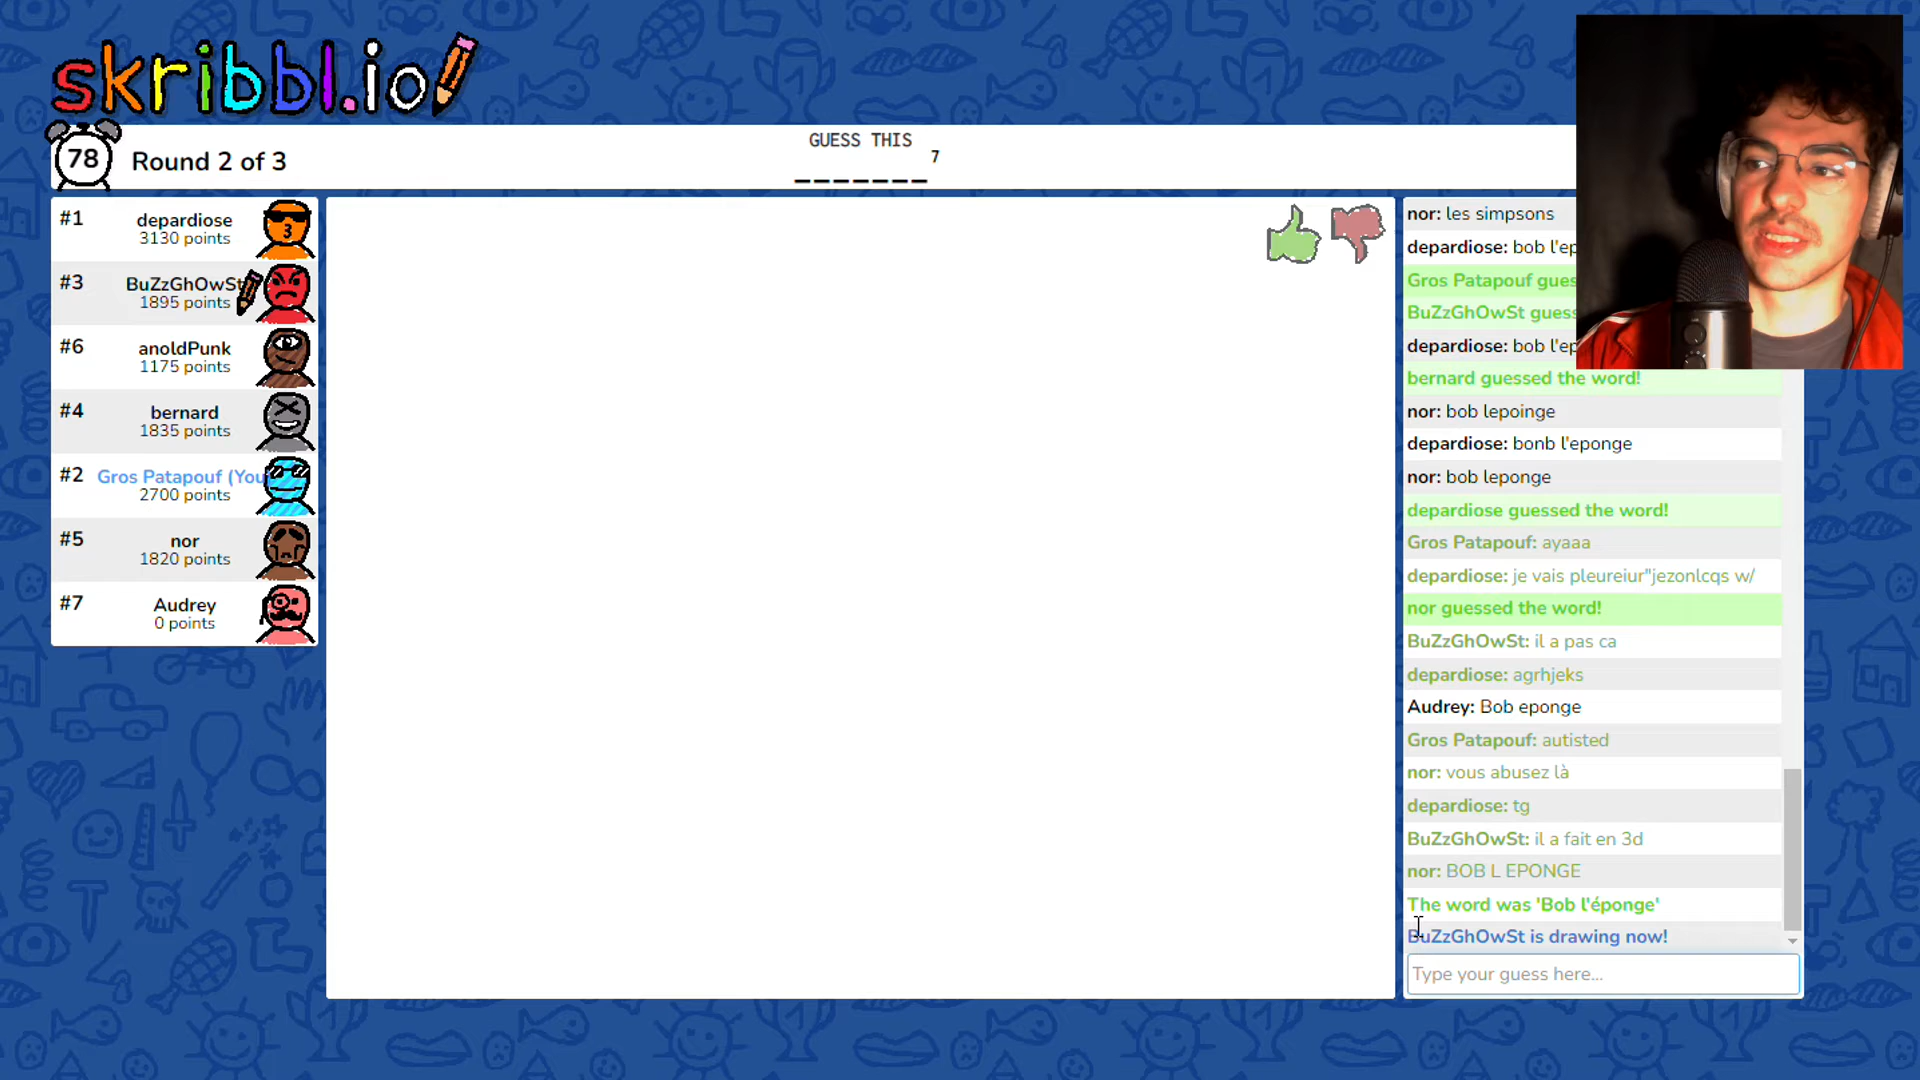 skribbl.io
78
Round 2 of 3
GUESS THIS
_______ 7
#1
depardiose
3130 points
#3
BuZzGhOwSt
1895 points
#6
anoldPunk
1175 points
#4
bernard
1835 points
#2
Gros Patapouf (You
2700 points
#5
nor
1820 points
#7
Audrey
0 points
nor: les simpsons
depardiose: bob l'ep
Gros Patapouf gues
BuZzGhOwSt guess
depardiose: bob l'ep
bernard guessed the word!
nor: bob lepoinge
depardiose: bonb l'eponge
nor: bob leponge
depardiose guessed the word!
Gros Patapouf: ayaaa
depardiose: je vais pleureiur"jezonlcqs w/
nor guessed the word!
BuZzGhOwSt: il a pas ca
depardiose: agrhjeks
Audrey: Bob eponge
Gros Patapouf: autisted
nor: vous abusez là
depardiose: tg
BuZzGhOwSt: il a fait en 3d
nor: BOB L EPONGE
The word was 'Bob l'éponge'
BuZzGhOwSt is drawing now!
Type your guess here...